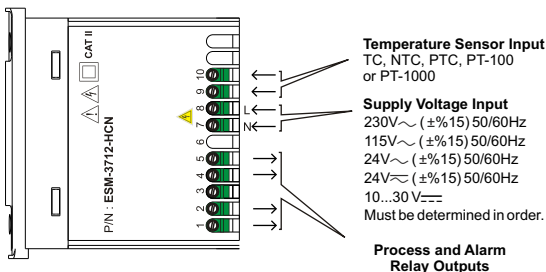 CAT II
P/N : ESM-3712-HCN
10
9
8
7
6
5
4
3
2
1
L
N
Temperature Sensor Input
TC, NTC, PTC, PT-100
or PT-1000
Supply Voltage Input
230V∼ ( ±%15) 50/60Hz
115V∼ ( ±%15) 50/60Hz
24V∼ ( ±%15) 50/60Hz
24V⏦ ( ±%15) 50/60Hz
10...30 V⎓
Must be determined in order.
Process and Alarm
Relay Outputs